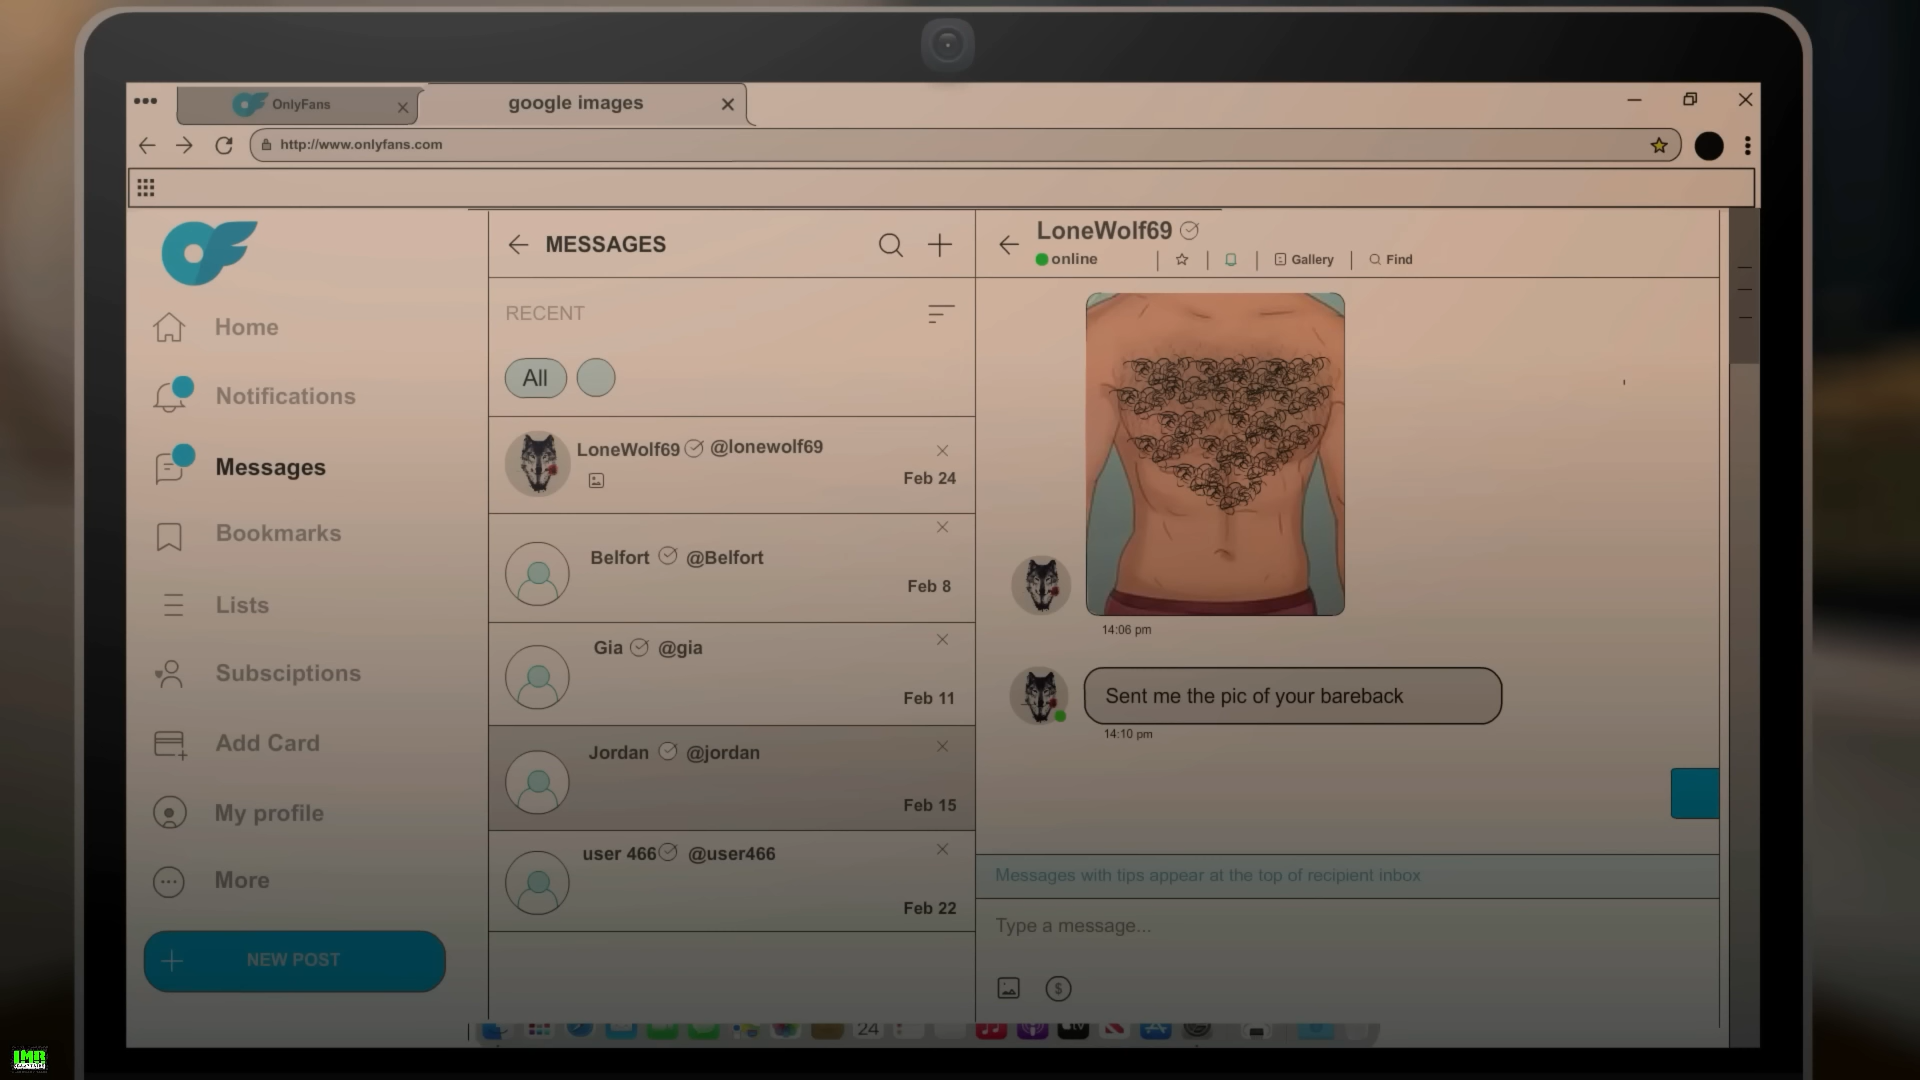 OnlyFans
google images
http://www.onlyfans.com
Home
Notifications
Messages
Bookmarks
Lists
Subsciptions
Add Card
My profile
More
NEW POST
MESSAGES
RECENT
All
LoneWolf69 @lonewolf69
Feb 24
Belfort @Belfort
Feb 8
Gia @gia
Feb 11
Jordan @jordan
Feb 15
user 466 @user466
Feb 22
LoneWolf69
online
Gallery
Find
14:06 pm
Sent me the pic of your bareback
14:10 pm
Messages with tips appear at the top of recipient inbox
Type a message...
$
24